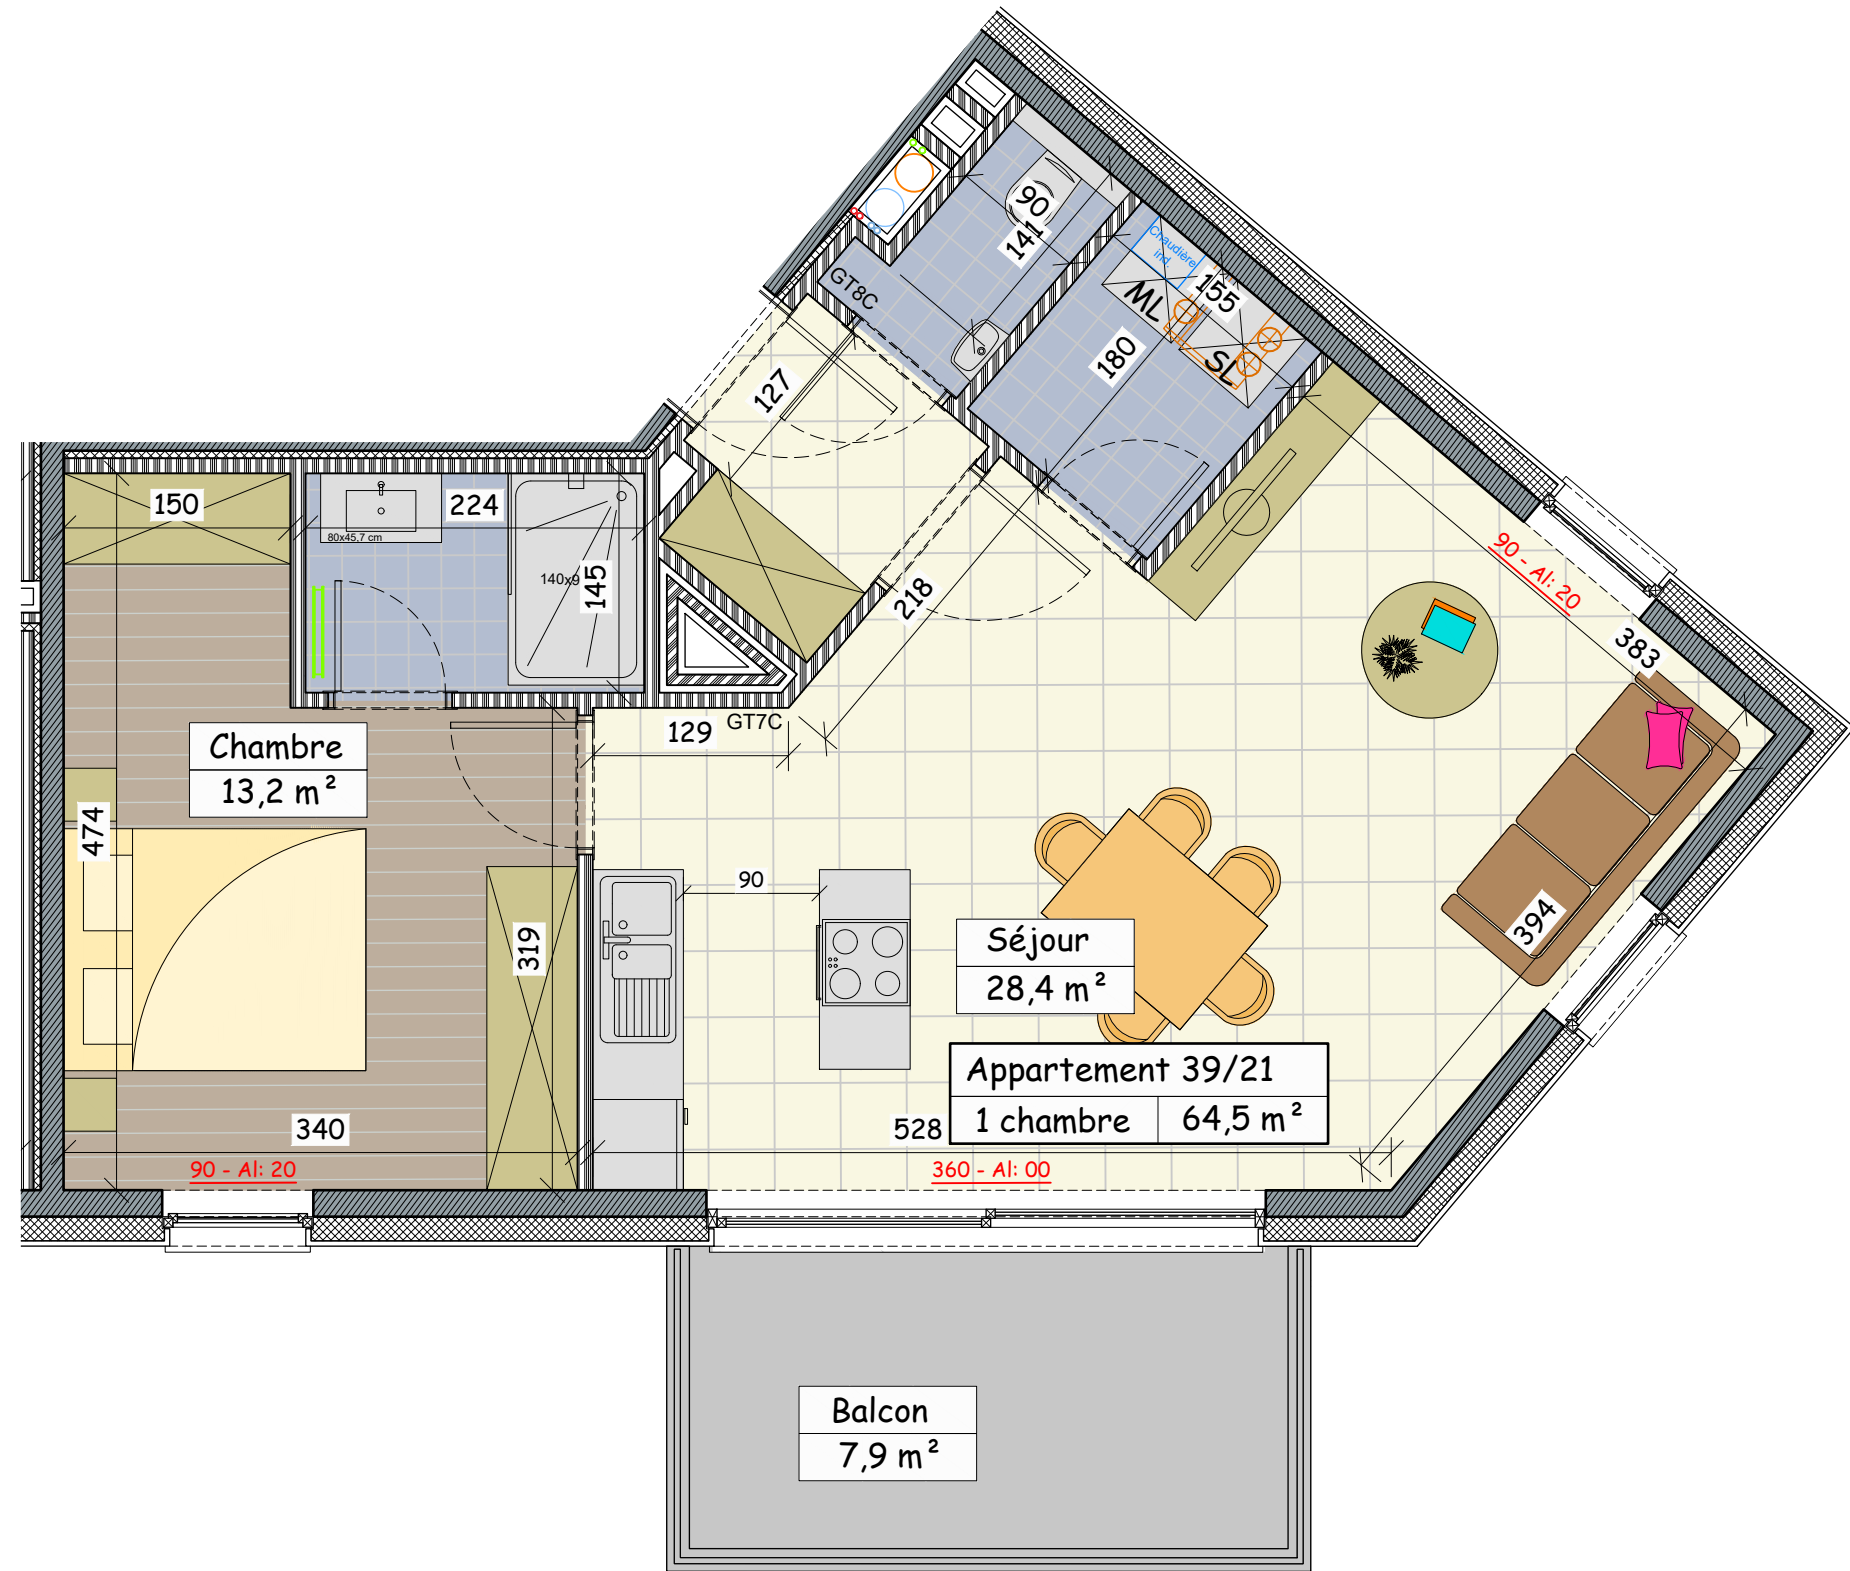 90
141
Chaudière
ind.
155
ML
SL
GT8C
127
180
150
224
80x45,7 cm
140x9
145
218
90 - Al: 20
383
129
GT7C
Chambre
13,2 m²
474
90
319
Séjour
28,4 m²
394
Appartement 39/21
1 chambre
64,5 m²
340
528
90 - Al: 20
360 - Al: 00
Balcon
7,9 m²